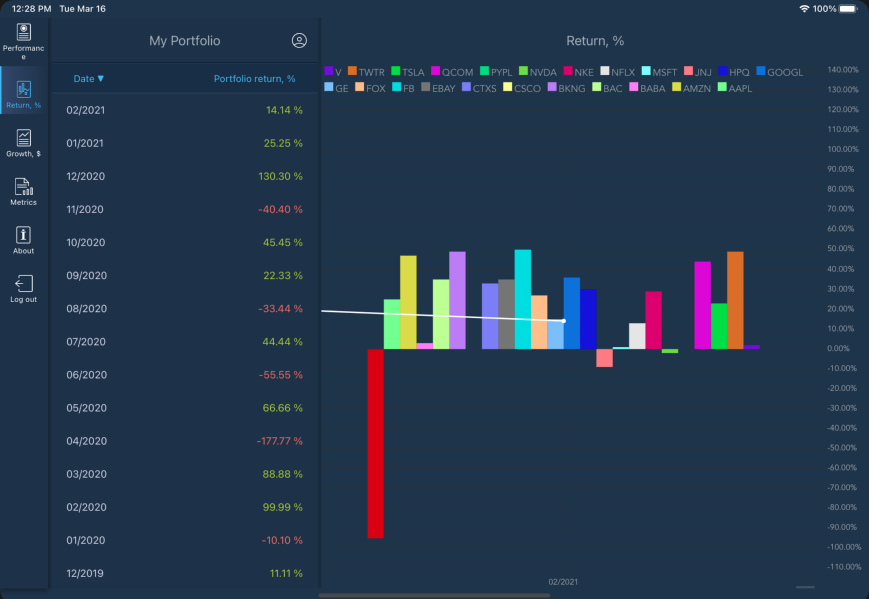 12:28 PM Tue Mar 16
100%
Performanc
e
Return, %
Growth, $
Metrics
About
Log out
My Portfolio
Date ▼ Portfolio return, %
02/2021 14.14 %
01/2021 25.25 %
12/2020 130.30 %
11/2020 -40.40 %
10/2020 45.45 %
09/2020 22.33 %
08/2020 -33.44 %
07/2020 44.44 %
06/2020 -55.55 %
05/2020 66.66 %
04/2020 -177.77 %
03/2020 88.88 %
02/2020 99.99 %
01/2020 -10.10 %
12/2019 11.11 %
Return, %
V TWTR TSLA QCOM PYPL NVDA NKE NFLX MSFT JNJ HPQ GOOGL
GE FOX FB EBAY CTXS CSCO BKNG BAC BABA AMZN AAPL
140.00%
130.00%
120.00%
110.00%
100.00%
90.00%
80.00%
70.00%
60.00%
50.00%
40.00%
30.00%
20.00%
10.00%
0.00%
-10.00%
-20.00%
-30.00%
-40.00%
-50.00%
-60.00%
-70.00%
-80.00%
-90.00%
-100.00%
-110.00%
02/2021